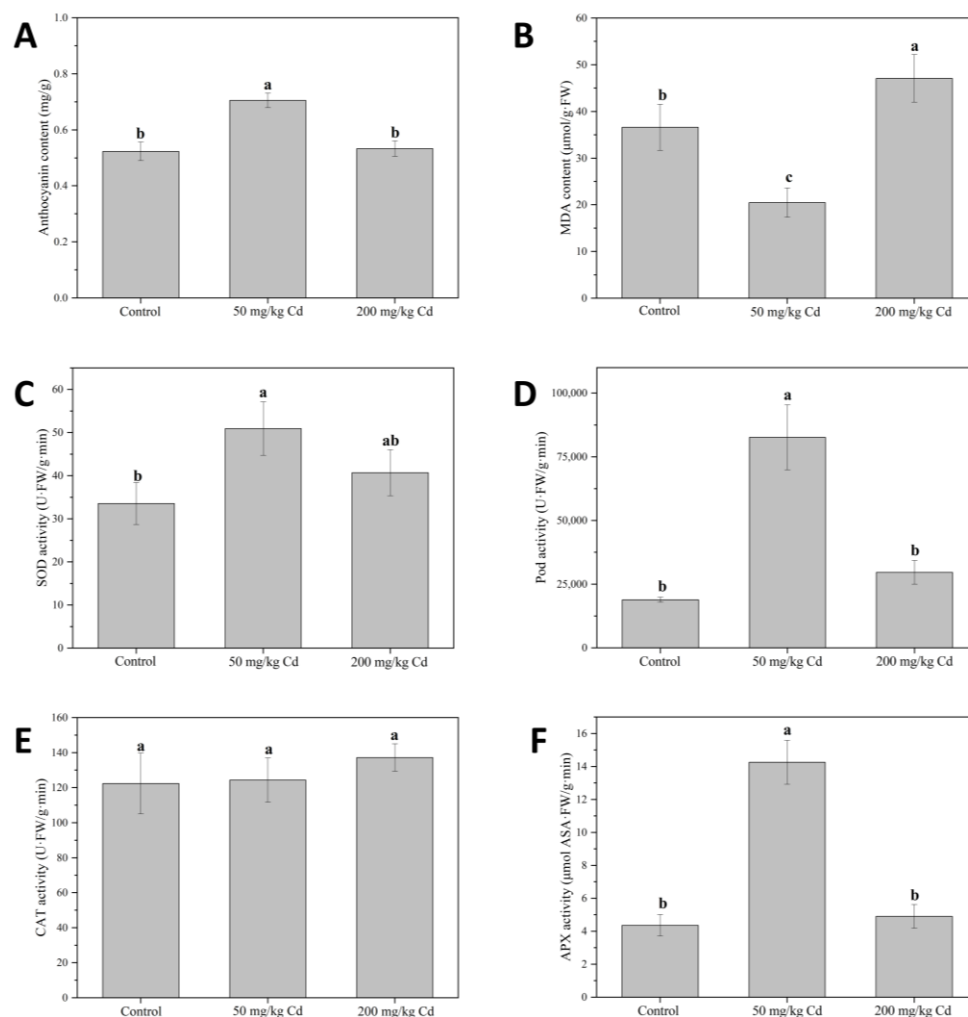 A
Anthocyanin content (mg/g)
1.0
0.8
0.6
0.4
0.2
0.0
b
a
b
Control
50 mg/kg Cd
200 mg/kg Cd
B
MDA content (μmol/g·FW)
60
50
40
30
20
10
0
b
c
a
Control
50 mg/kg Cd
200 mg/kg Cd
C
SOD activity (U·FW/g·min)
60
50
40
30
20
10
0
b
a
ab
Control
50 mg/kg Cd
200 mg/kg Cd
D
Pod activity (U·FW/g·min)
100,000
75,000
50,000
25,000
0
b
a
b
Control
50 mg/kg Cd
200 mg/kg Cd
E
CAT activity (U·FW/g·min)
160
140
120
100
80
60
40
20
0
a
a
a
Control
50 mg/kg Cd
200 mg/kg Cd
F
APX activity (μmol ASA·FW/g·min)
16
14
12
10
8
6
4
2
0
b
a
b
Control
50 mg/kg Cd
200 mg/kg Cd